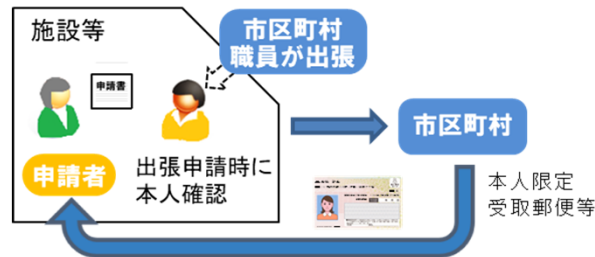 施設等
市区町村
職員が出張
申請書
申請者
出張申請時に
本人確認
市区町村
本人限定
受取郵便等